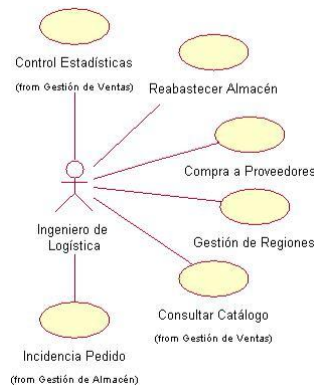 Control Estadísticas
(from Gestión de Ventas)
Reabastecer Almacén
Compra a Proveedores
Ingeniero de
Logística
Gestión de Regiones
Consultar Catálogo
(from Gestión de Ventas)
Incidencia Pedido
(from Gestión de Almacén)